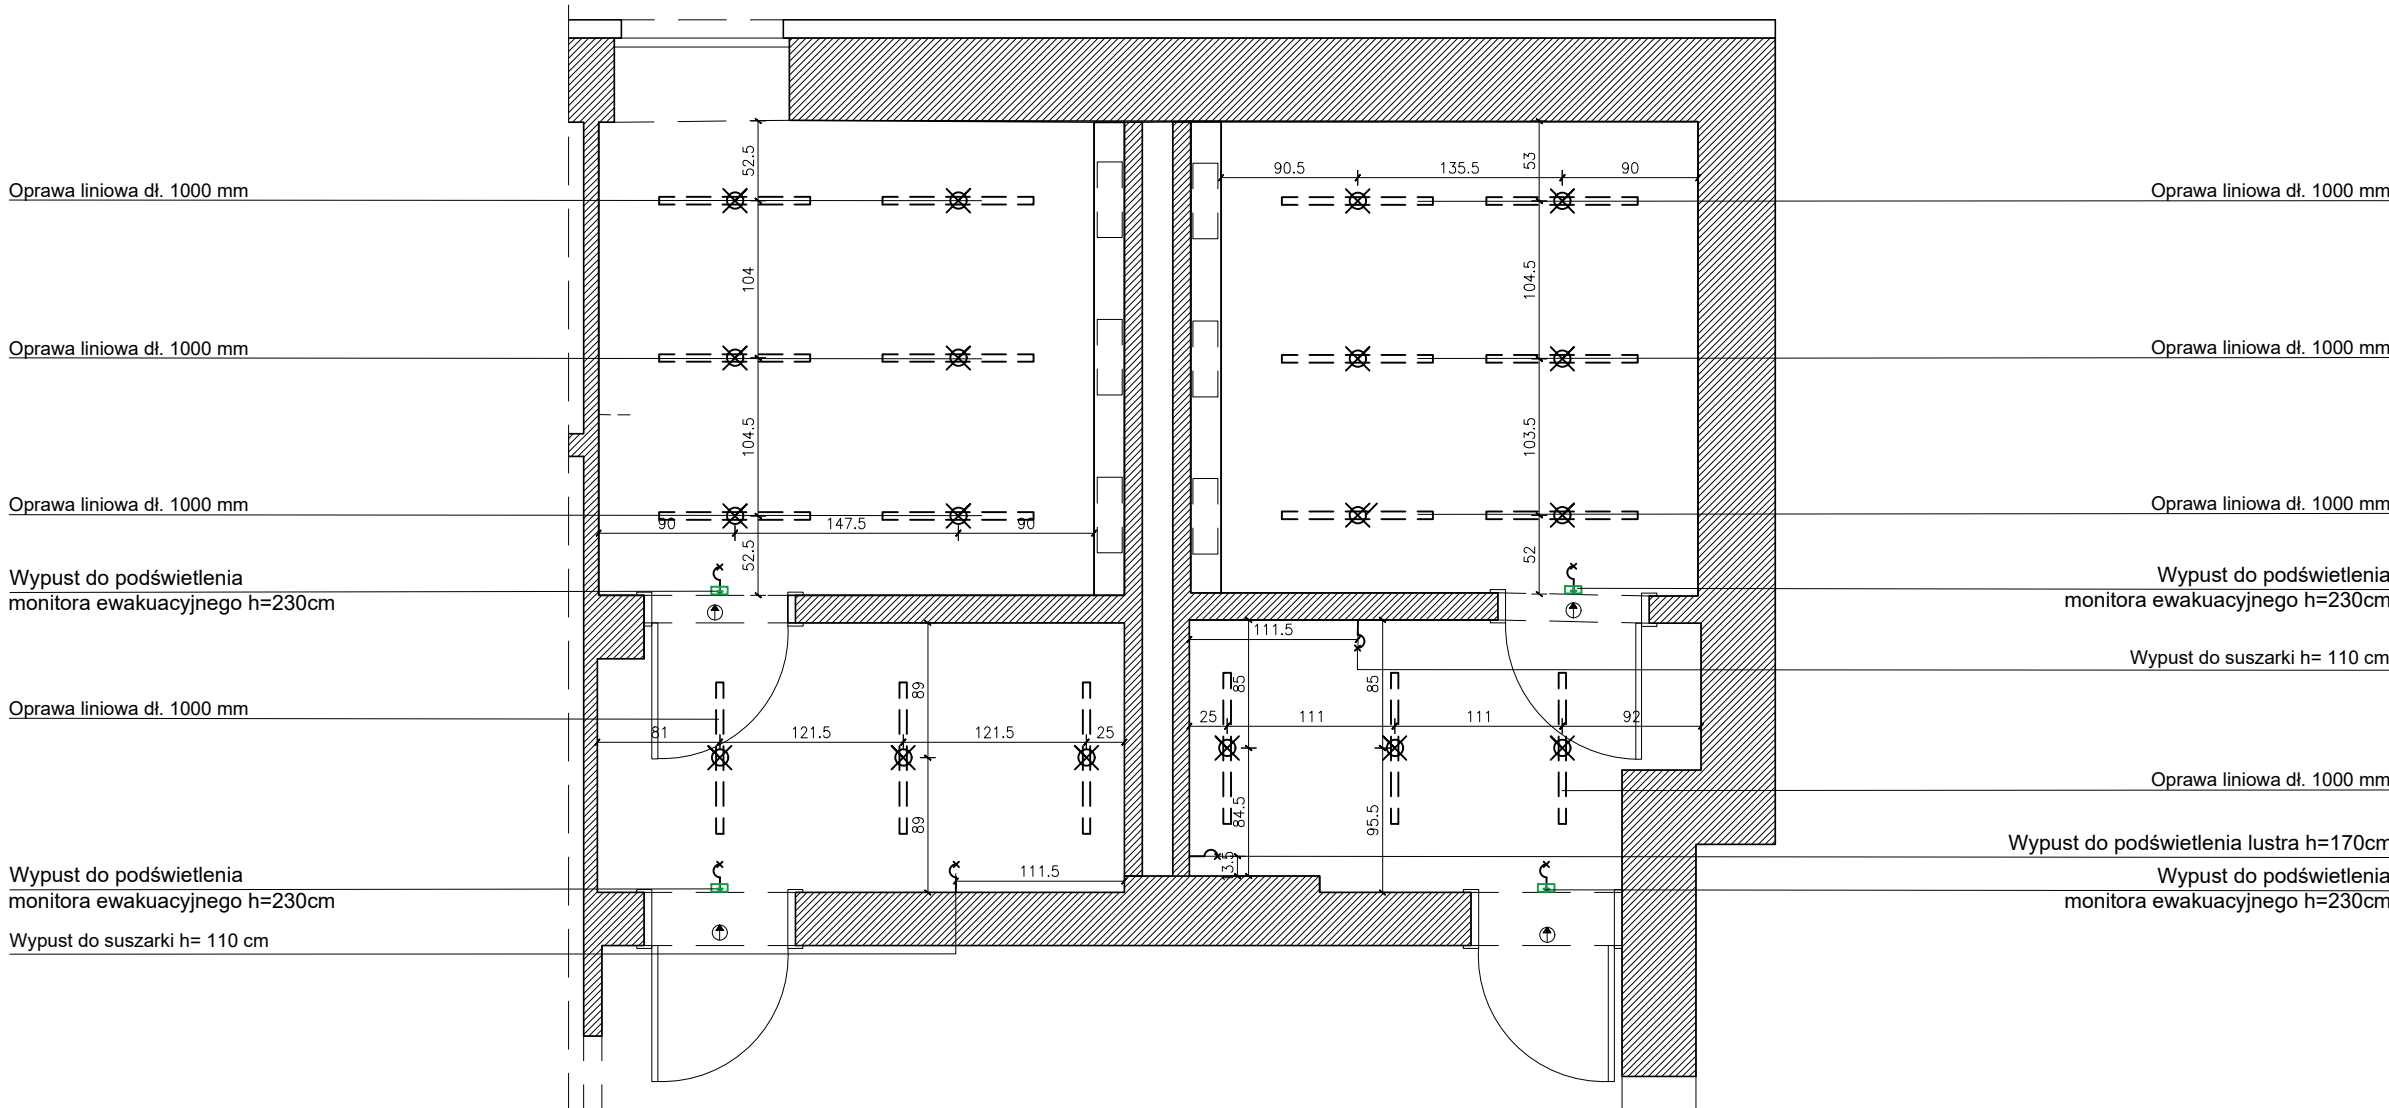 Oprawa liniowa dł. 1000 mm
Oprawa liniowa dł. 1000 mm
Oprawa liniowa dł. 1000 mm
Wypust do podświetlenia
monitora ewakuacyjnego h=230cm
Oprawa liniowa dł. 1000 mm
Wypust do podświetlenia
monitora ewakuacyjnego h=230cm
Wypust do suszarki h= 110 cm
52.5
104
104.5
90
147.5
90
52.5
89
81
121.5
121.5
25
89
111.5
53
90.5
135.5
90
104.5
103.5
52
111.5
85
85
25
111
111
92
84.5
95.5
13.5
Oprawa liniowa dł. 1000 mm
Oprawa liniowa dł. 1000 mm
Oprawa liniowa dł. 1000 mm
Wypust do podświetlenia
monitora ewakuacyjnego h=230cm
Wypust do suszarki h= 110 cm
Oprawa liniowa dł. 1000 mm
Wypust do podświetlenia lustra h=170cm
Wypust do podświetlenia
monitora ewakuacyjnego h=230cm